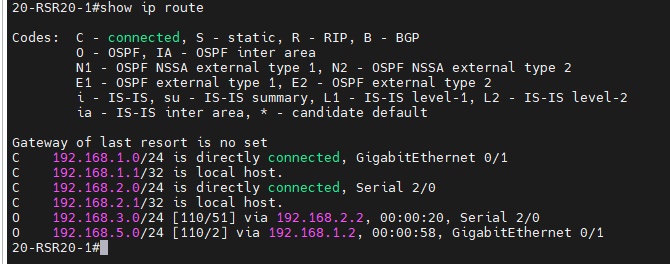 20-RSR20-1#show ip route
Codes:  C - connected, S - static, R - RIP, B - BGP
        O - OSPF, IA - OSPF inter area
        N1 - OSPF NSSA external type 1, N2 - OSPF NSSA external type 2
        E1 - OSPF external type 1, E2 - OSPF external type 2
        i - IS-IS, su - IS-IS summary, L1 - IS-IS level-1, L2 - IS-IS level-2
        ia - IS-IS inter area, * - candidate default
Gateway of last resort is no set
C    192.168.1.0/24 is directly connected, GigabitEthernet 0/1
C    192.168.1.1/32 is local host.
C    192.168.2.0/24 is directly connected, Serial 2/0
C    192.168.2.1/32 is local host.
O    192.168.3.0/24 [110/51] via 192.168.2.2, 00:00:20, Serial 2/0
O    192.168.5.0/24 [110/2] via 192.168.1.2, 00:00:58, GigabitEthernet 0/1
20-RSR20-1#